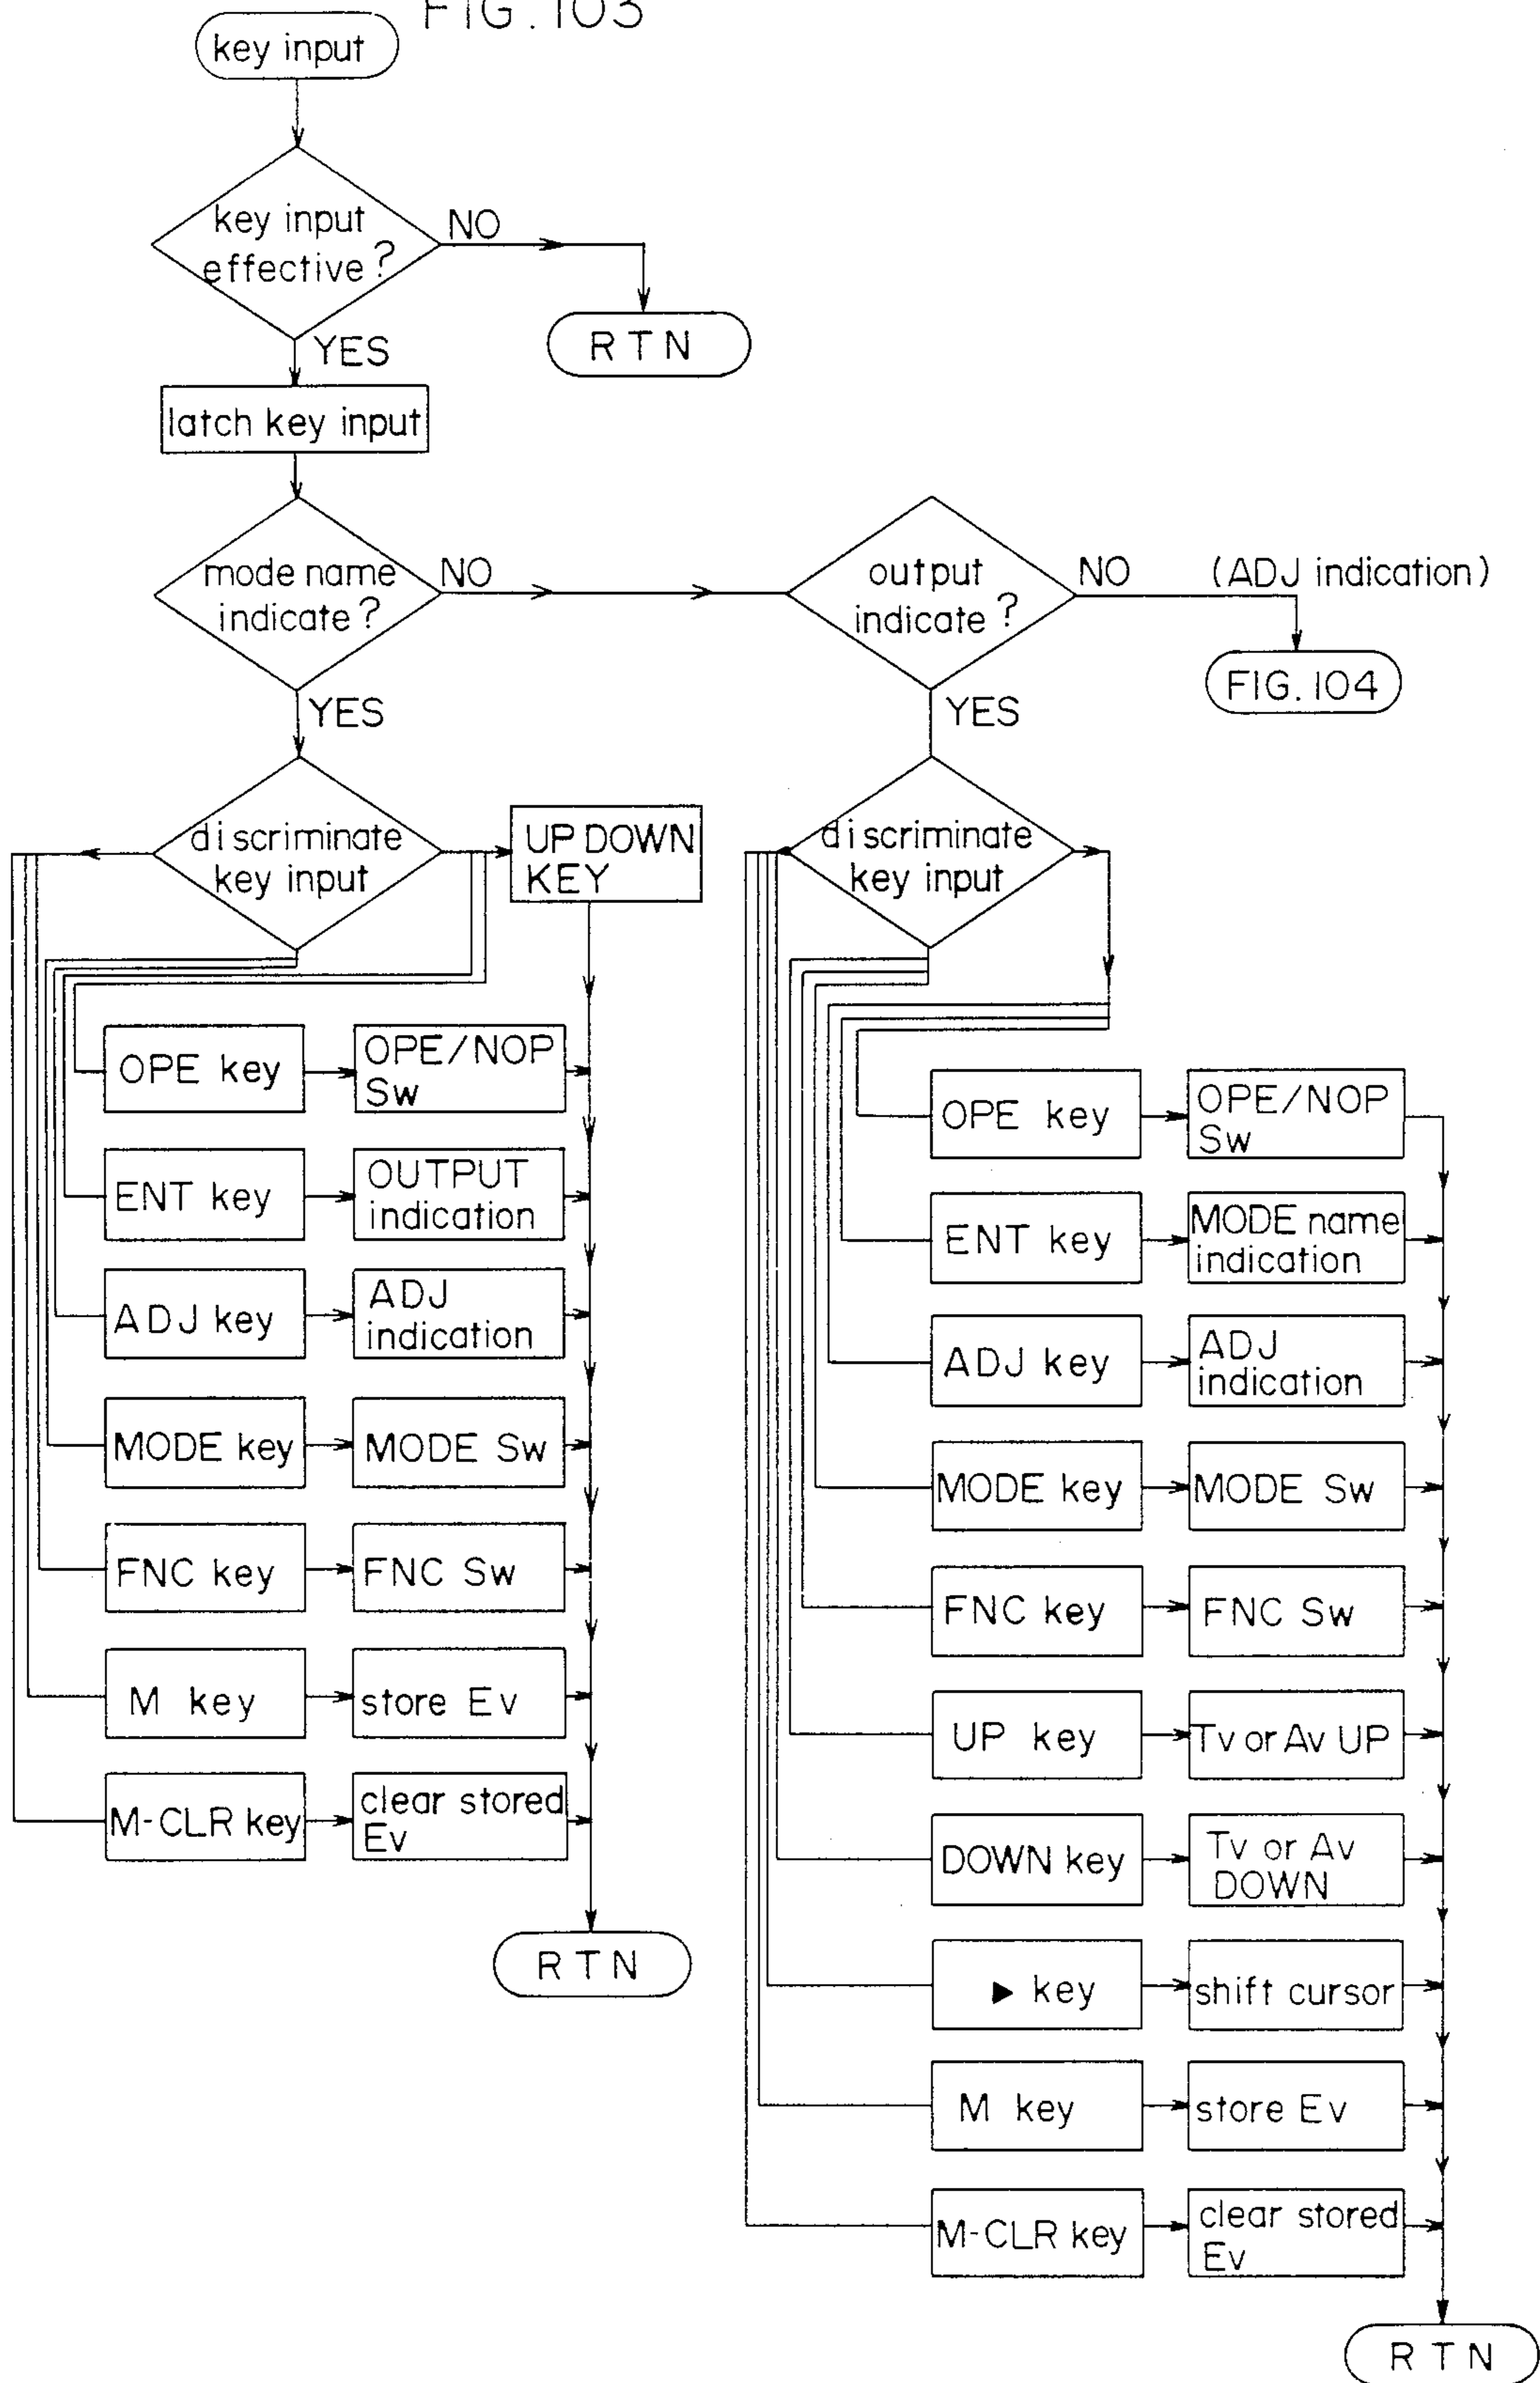 FIG. 103
key input
key input
effective?
NO
RTN
YES
latch key input
mode name
indicate?
NO
output
indicate?
NO
(ADJ indication)
FIG. 104
YES
YES
discriminate
key input
UP DOWN
KEY
OPE key
OPE/NOP
Sw
ENT key
OUTPUT
indication
ADJ key
ADJ
indication
MODE key
MODE Sw
FNC key
FNC Sw
M key
store Ev
M-CLR key
clear stored
Ev
RTN
discriminate
key input
OPE key
OPE/NOP
Sw
ENT key
MODE name
indication
ADJ key
ADJ
indication
MODE key
MODE Sw
FNC key
FNC Sw
UP key
Tv or Av UP
DOWN key
Tv or Av
DOWN
▶ key
shift cursor
M key
store Ev
M-CLR key
clear stored
Ev
RTN